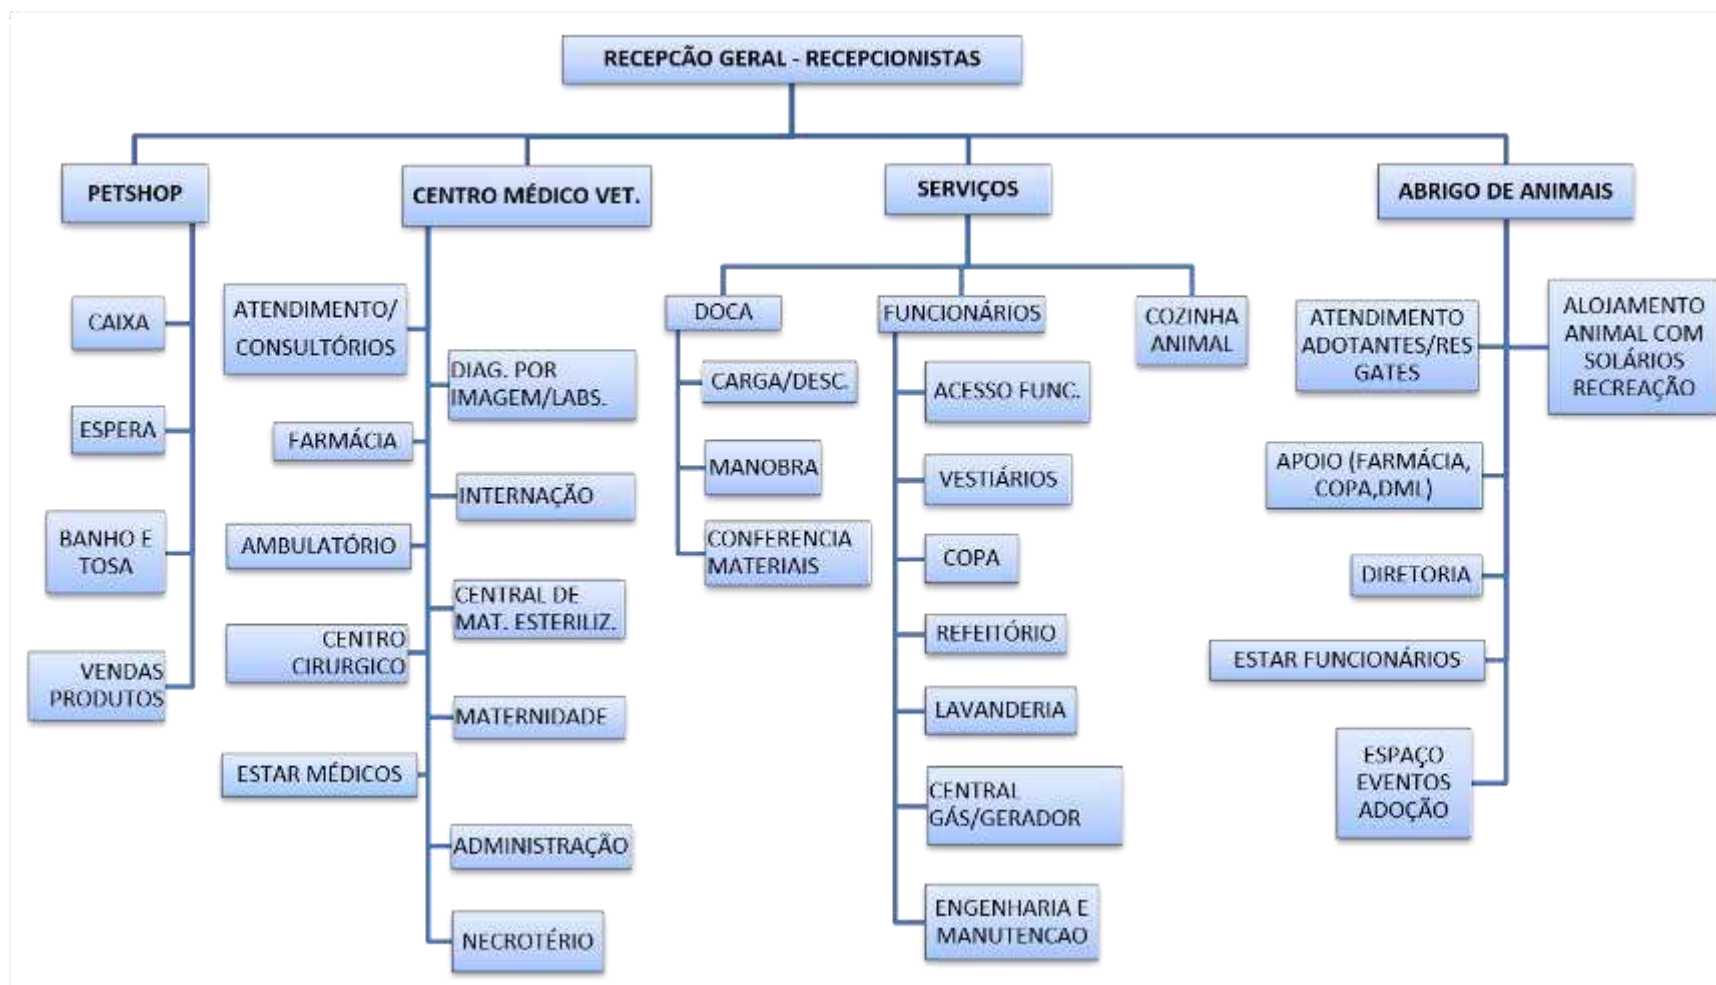 RECEPCÃO GERAL - RECEPCIONISTAS
PETSHOP
CAIXA
ESPERA
BANHO E
TOSA
VENDAS
PRODUTOS
CENTRO MÉDICO VET.
ATENDIMENTO/
CONSULTÓRIOS
DIAG. POR
IMAGEM/LABS.
FARMÁCIA
INTERNAÇÃO
AMBULATÓRIO
CENTRAL DE
MAT. ESTERILIZ.
CENTRO
CIRURGICO
MATERNIDADE
ESTAR MÉDICOS
ADMINISTRAÇÃO
NECROTÉRIO
SERVIÇOS
DOCA
CARGA/DESC.
MANOBRA
CONFERENCIA
MATERIAIS
FUNCIONÁRIOS
ACESSO FUNC.
VESTIÁRIOS
COPA
REFEITÓRIO
LAVANDERIA
CENTRAL
GÁS/GERADOR
ENGENHARIA E
MANUTENCAO
COZINHA
ANIMAL
ABRIGO DE ANIMAIS
ATENDIMENTO
ADOTANTES/RES
GATES
ALOJAMENTO
ANIMAL COM
SOLÁRIOS
RECREAÇÃO
APOIO (FARMÁCIA,
COPA,DML)
DIRETORIA
ESTAR FUNCIONÁRIOS
ESPAÇO
EVENTOS
ADOÇÃO